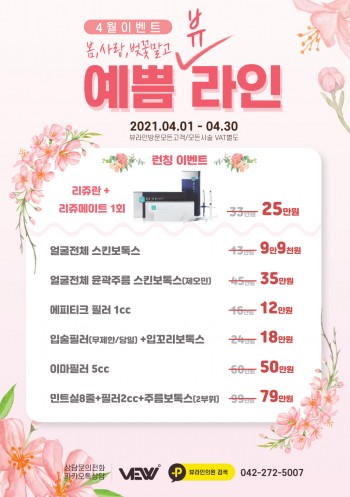 4월이벤트
봄,사랑,벚꽃말고
뷰
예쁨 라인
2021.04.01 - 04.30
뷰라인방문모든고객/모든시술 VAT별도
런칭 이벤트
리쥬란 +
리쥬메이트 1회
33만원 25만원
얼굴전체 스킨보톡스 13만원 9만9천원
얼굴전체 윤곽주름 스킨보톡스(제오민) 45만원 35만원
에피티크 필러 1cc 16만원 12만원
입술필러(무제한/당일) +입꼬리보톡스 24만원 18만원
이마필러 5cc 60만원 50만원
민트실8줄+필러2cc+주름보톡스(2부위) 99만원 79만원
상담문의전화
카카오톡상담
VIEW
P 뷰라인의원 검색
042-272-5007